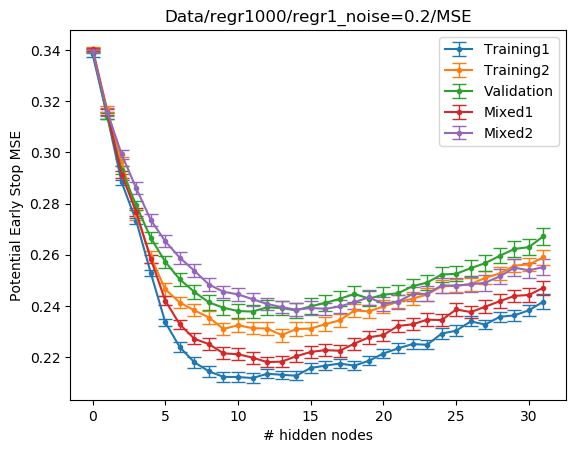 Data/regr1000/regr1_noise=0.2/MSE
Potential Early Stop MSE
0.34
0.32
0.30
0.28
0.26
0.24
0.22
Training1
Training2
Validation
Mixed1
Mixed2
0 5 10 15 20 25 30
# hidden nodes